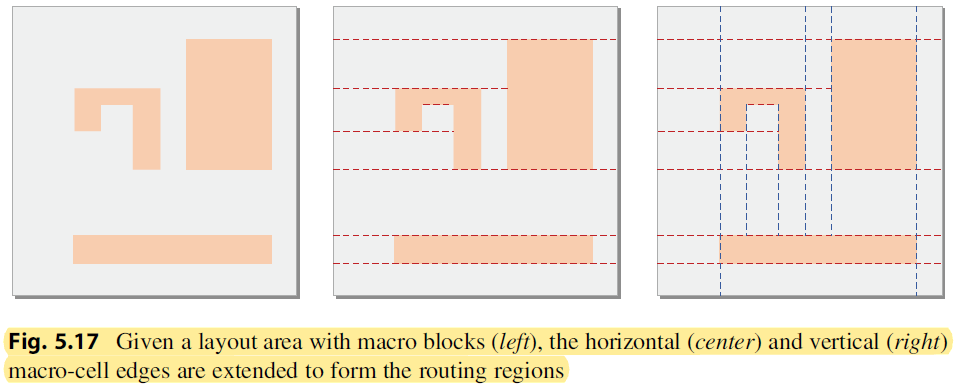 Fig. 5.17 Given a layout area with macro blocks (left), the horizontal (center) and vertical (right)
macro-cell edges are extended to form the routing regions